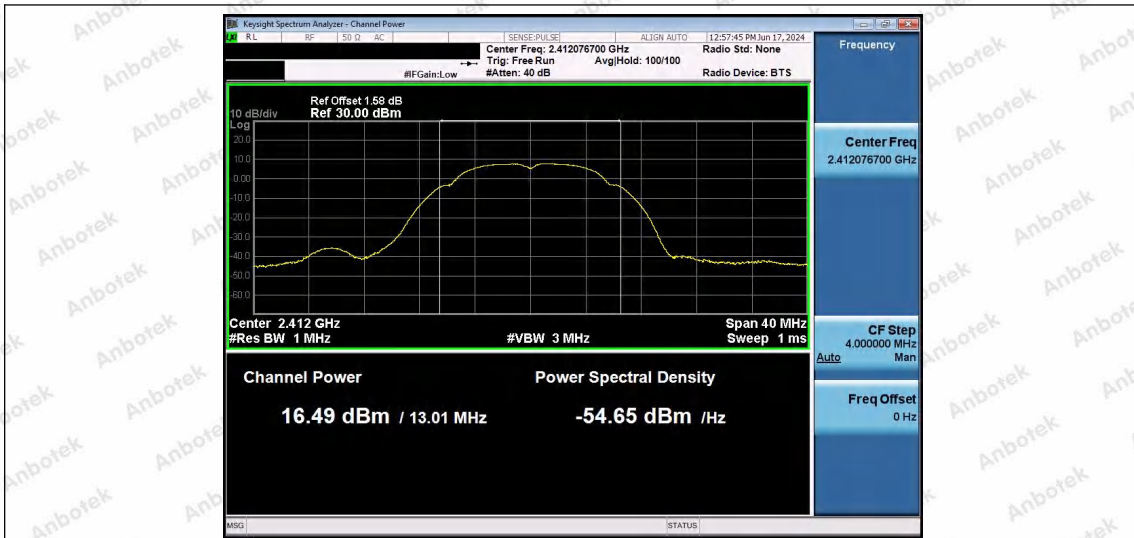 Keysight Spectrum Analyzer - Channel Power
RL RF 50 Ω AC SENSE:PULSE ALIGN AUTO 12:57:45 PM Jun 17, 2024
Center Freq: 2.412076700 GHz Radio Std: None
Trig: Free Run Avg|Hold: 100/100
#IFGain:Low #Atten: 40 dB Radio Device: BTS
Ref Offset 1.58 dB
10 dB/div Ref 30.00 dBm
Log
20.0
10.0
0.00
-10.0
-20.0
-30.0
-40.0
-50.0
-60.0
Center 2.412 GHz Span 40 MHz
#Res BW 1 MHz #VBW 3 MHz Sweep 1 ms
Channel Power Power Spectral Density
16.49 dBm / 13.01 MHz -54.65 dBm /Hz
MSG STATUS
Frequency
Center Freq
2.412076700 GHz
CF Step
4.000000 MHz
Auto Man
Freq Offset
0 Hz
Anbotek